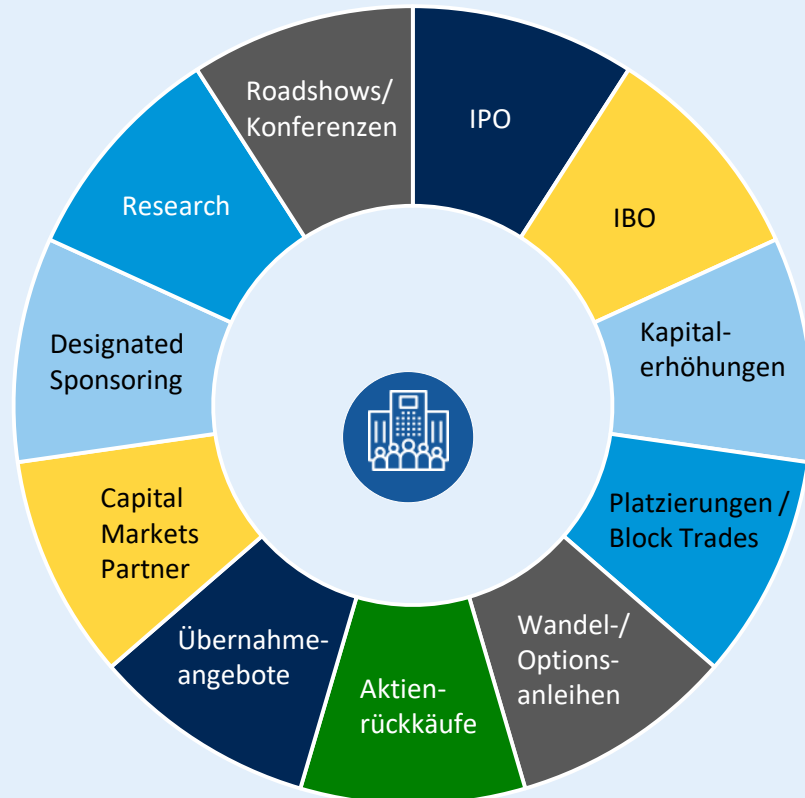 Roadshows/
Konferenzen
IPO
IBO
Kapital-
erhöhungen
Platzierungen /
Block Trades
Wandel-/
Options-
anleihen
Aktien-
rückkäufe
Übernahme-
angebote
Capital
Markets
Partner
Designated
Sponsoring
Research